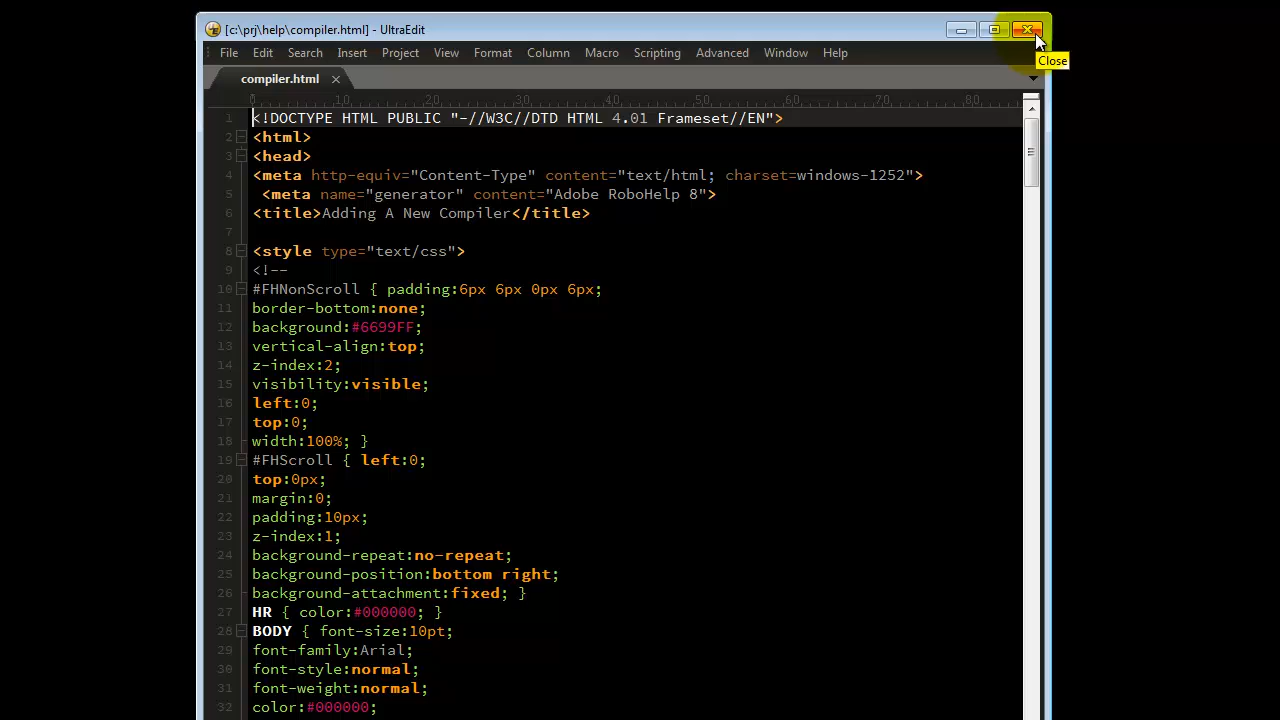 [c:\prj\help\compiler.html] - UltraEdit
File Edit Search Insert Project View Format Column Macro Scripting Advanced Window Help
Close
compiler.html
0 10 20 30 40 50 60 70 80
1 <!DOCTYPE HTML PUBLIC "-//W3C//DTD HTML 4.01 Frameset//EN">
2 <html>
3 <head>
4 <meta http-equiv="Content-Type" content="text/html; charset=windows-1252">
5 <meta name="generator" content="Adobe RoboHelp 8">
6 <title>Adding A New Compiler</title>
7
8 <style type="text/css">
9 <!--
10 #FHNonScroll { padding:6px 6px 0px 6px;
11 border-bottom:none;
12 background:#6699FF;
13 vertical-align:top;
14 z-index:2;
15 visibility:visible;
16 left:0;
17 top:0;
18 width:100%; }
19 #FHScroll { left:0;
20 top:0px;
21 margin:0;
22 padding:10px;
23 z-index:1;
24 background-repeat:no-repeat;
25 background-position:bottom right;
26 background-attachment:fixed; }
27 HR { color:#000000; }
28 BODY { font-size:10pt;
29 font-family:Arial;
30 font-style:normal;
31 font-weight:normal;
32 color:#000000;